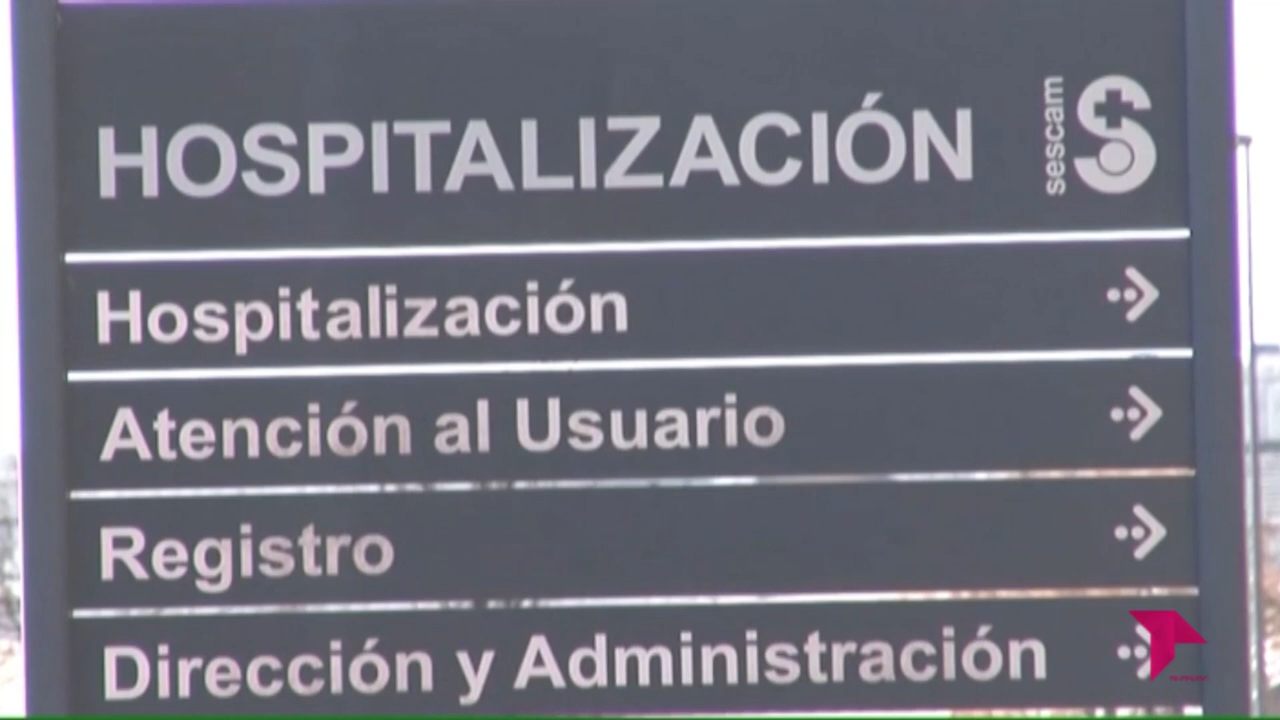 HOSPITALIZACIÓN
sescam
Hospitalización
Atención al Usuario
Registro
Dirección y Administración